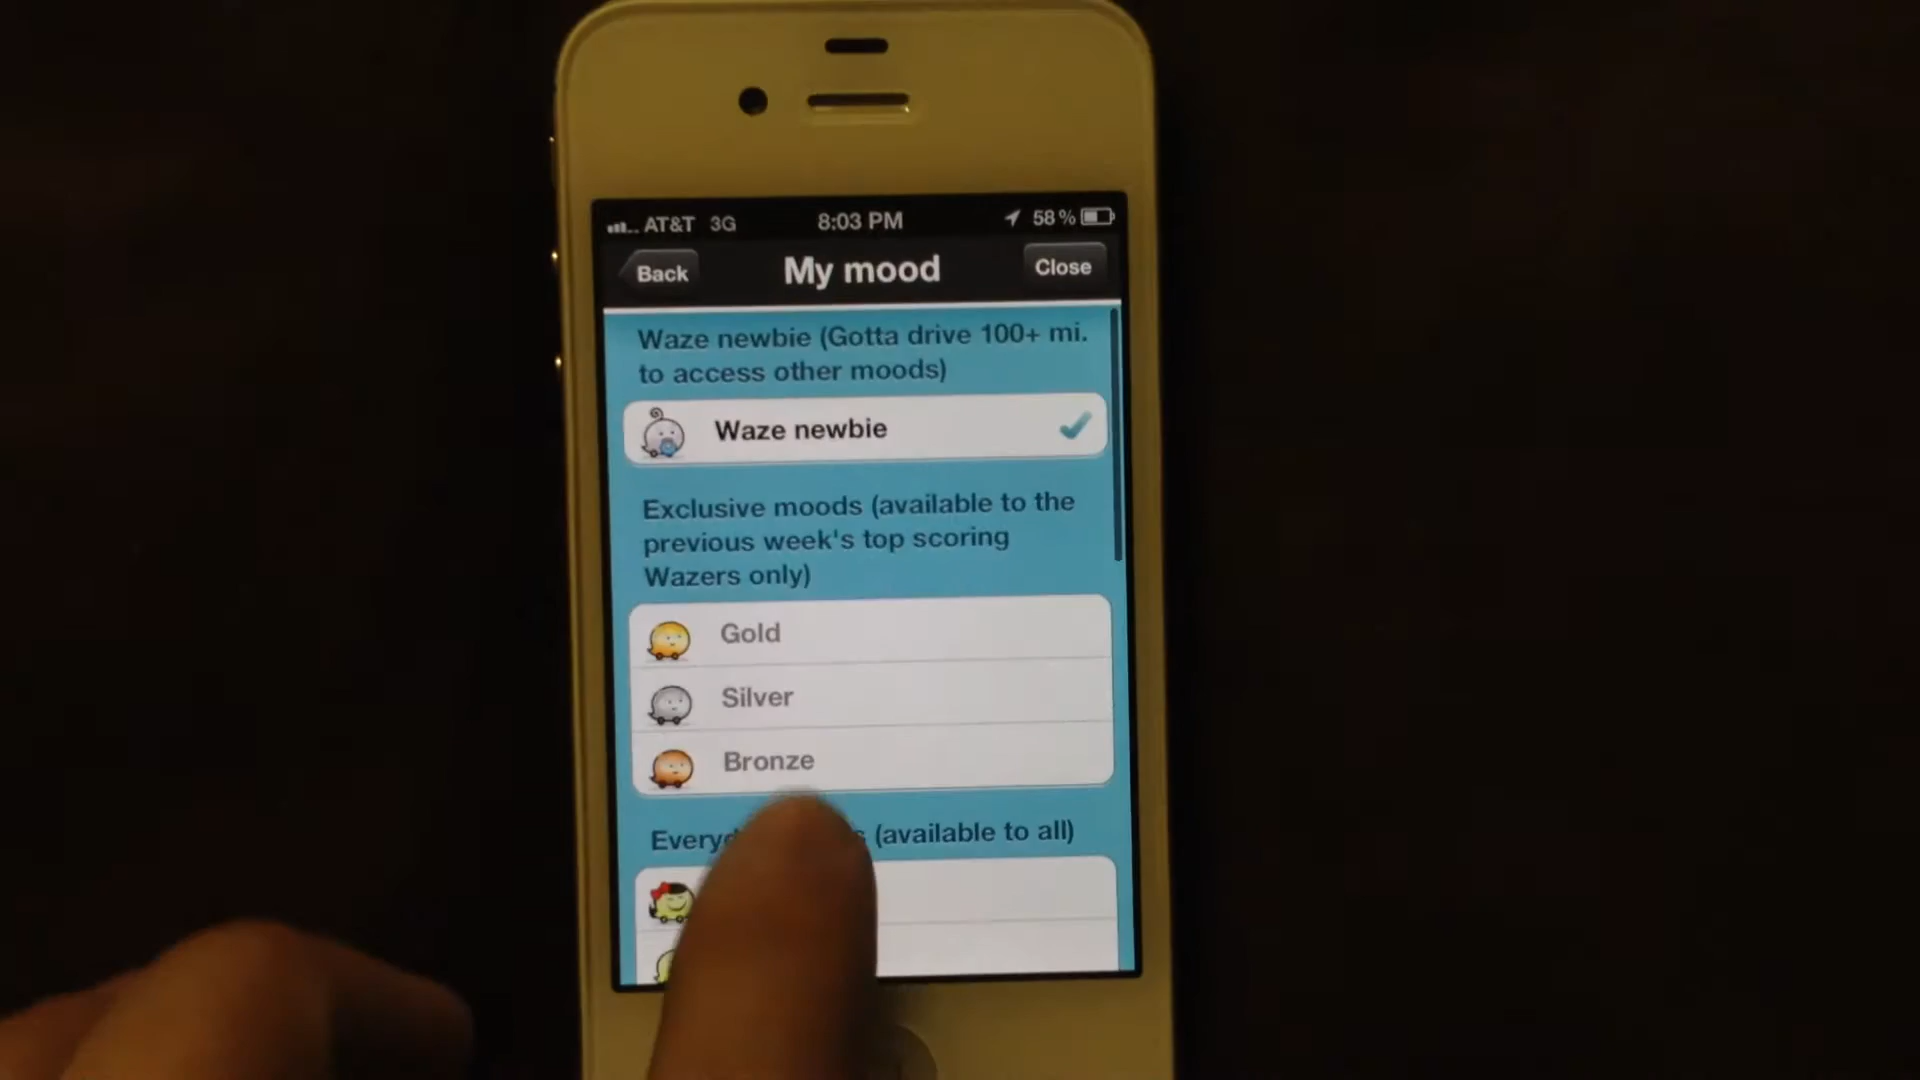 AT&T 3G 8:03 PM 58%
Back My mood Close
Waze newbie (Gotta drive 100+ mi.
to access other moods)
Waze newbie
Exclusive moods (available to the
previous week's top scoring
Wazers only)
Gold
Silver
Bronze
(available to all)